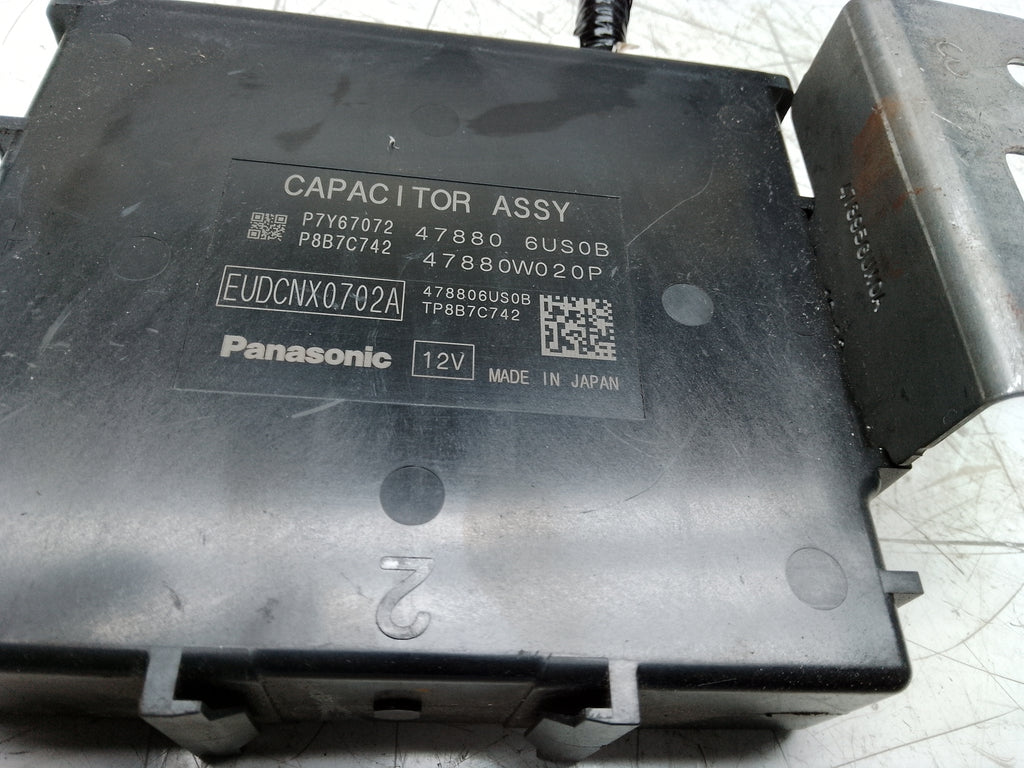 CAPACITOR ASSY
P7Y67072 47880 6US0B
P8B7C742 47880W020P
EUDCNX0702A 478806US0B
TP8B7C742
Panasonic 12V MADE IN JAPAN
2